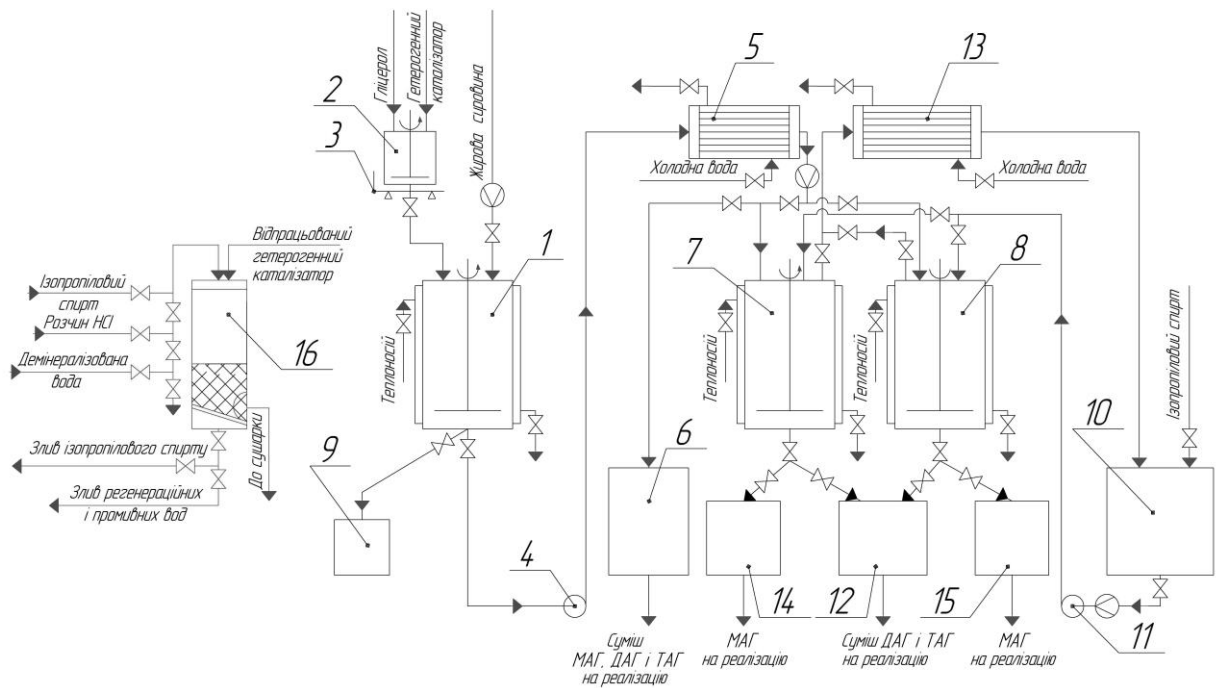 Гліцерол
Гетерогенний
каталізатор
Жирова сировина
2
3
5
13
Холодна вода
Холодна вода
Відпрацьований
гетерогенний
каталізатор
1
7
8
Ізопропіловий
спирт
Розчин HCl
16
Демінералізована
вода
Теплоносій
Теплоносій
Теплоносій
Ізопропіловий спирт
До сушарки
Злив ізопропілового спирту
Злив регенераційних
і промивних вод
9
6
10
4
14
12
15
11
Суміш
МАГ, ДАГ і ТАГ
на реалізацію
МАГ
на реалізацію
Суміш ДАГ і ТАГ
на реалізацію
МАГ
на реалізацію